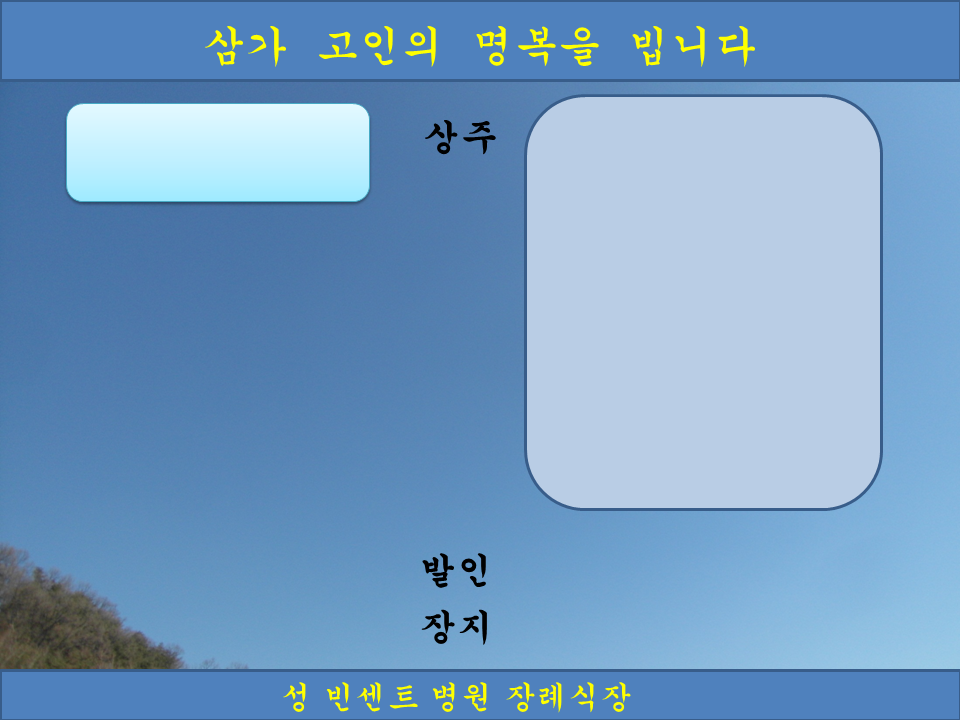 삼가 고인의 명복을 빕니다
상주
발인
장지
성 빈센트 병원 장례식장